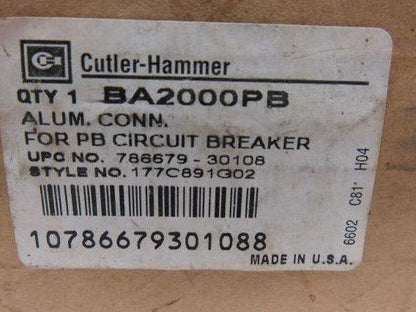 Cutler-Hammer
QTY 1 BA2000PB
ALUM. CONN.
FOR PB CIRCUIT BREAKER
UPC NO. 786679-30108
STYLE NO. 177C891G02
10786679301088
MADE IN U.S.A.
6602 C81* H04